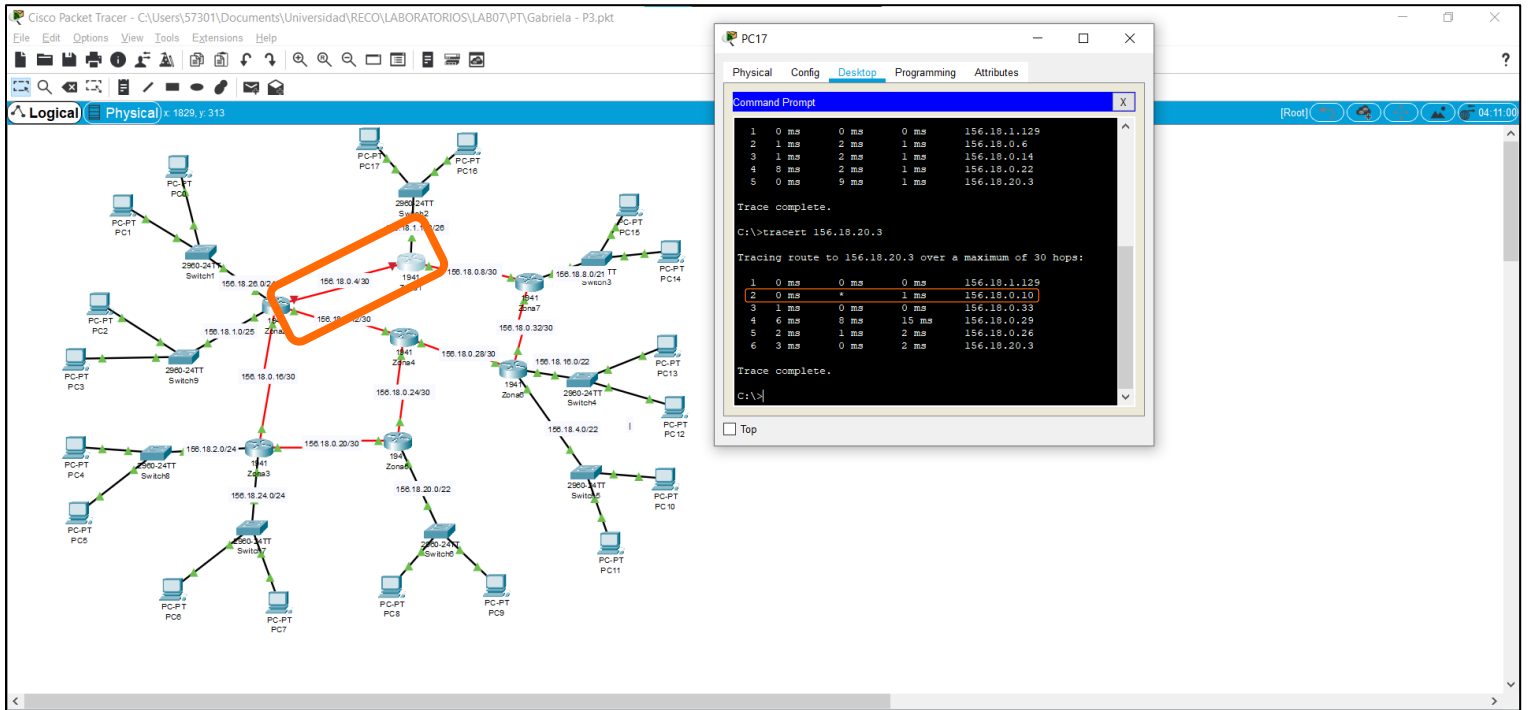 Cisco Packet Tracer - C:\Users\57301\Documents\Universidad\RECO\LABORATORIOS\LAB07\PT\Gabriela - P3.pkt
File Edit Options View Tools Extensions Help
?
Logical Physical x: 1829, y: 313
[Root] 04:11:00
PC-PT
PC17
PC-PT
PC16
PC-PT
PC0
2960-24TT
Switch2
PC-PT
PC1
PC-PT
PC15
2960-24TT
Switch1
156.18.26.0/24
156.18.0.4/30
1941
156.18.0.8/30
156.18.8.0/21
TT
Switch3
PC-PT
PC14
1941
Zona7
PC-PT
PC2
156.18.1.0/25
156.18.0.32/30
1941
Zona4
156.18.0.28/30
156.18.16.0/22
PC-PT
PC13
PC-PT
PC3
2960-24TT
Switch9
156.18.0.16/30
156.18.0.24/30
1941
2960-24TT
Switch4
156.18.4.0/22
PC-PT
PC12
156.18.2.0/24
156.18.0.20/30
PC-PT
PC4
2960-24TT
Switch8
1941
Zona3
2960-24TT
Switch5
PC-PT
PC10
156.18.24.0/24
156.18.20.0/22
PC-PT
PC5
2960-24TT
Switch7
2960-24TT
Switch6
PC-PT
PC11
PC-PT
PC6
PC-PT
PC7
PC-PT
PC8
PC-PT
PC9
PC17
Physical Config Desktop Programming Attributes
Command Prompt X
1 0 ms 0 ms 0 ms 156.18.1.129
2 1 ms 2 ms 1 ms 156.18.0.6
3 1 ms 2 ms 1 ms 156.18.0.14
4 8 ms 2 ms 1 ms 156.18.0.22
5 0 ms 9 ms 1 ms 156.18.20.3
Trace complete.
C:\>tracert 156.18.20.3
Tracing route to 156.18.20.3 over a maximum of 30 hops:
1 0 ms 0 ms 0 ms 156.18.1.129
2 0 ms * 1 ms 156.18.0.10
3 1 ms 0 ms 0 ms 156.18.0.33
4 6 ms 8 ms 15 ms 156.18.0.29
5 2 ms 1 ms 2 ms 156.18.0.26
6 3 ms 0 ms 2 ms 156.18.20.3
Trace complete.
C:\>
Top